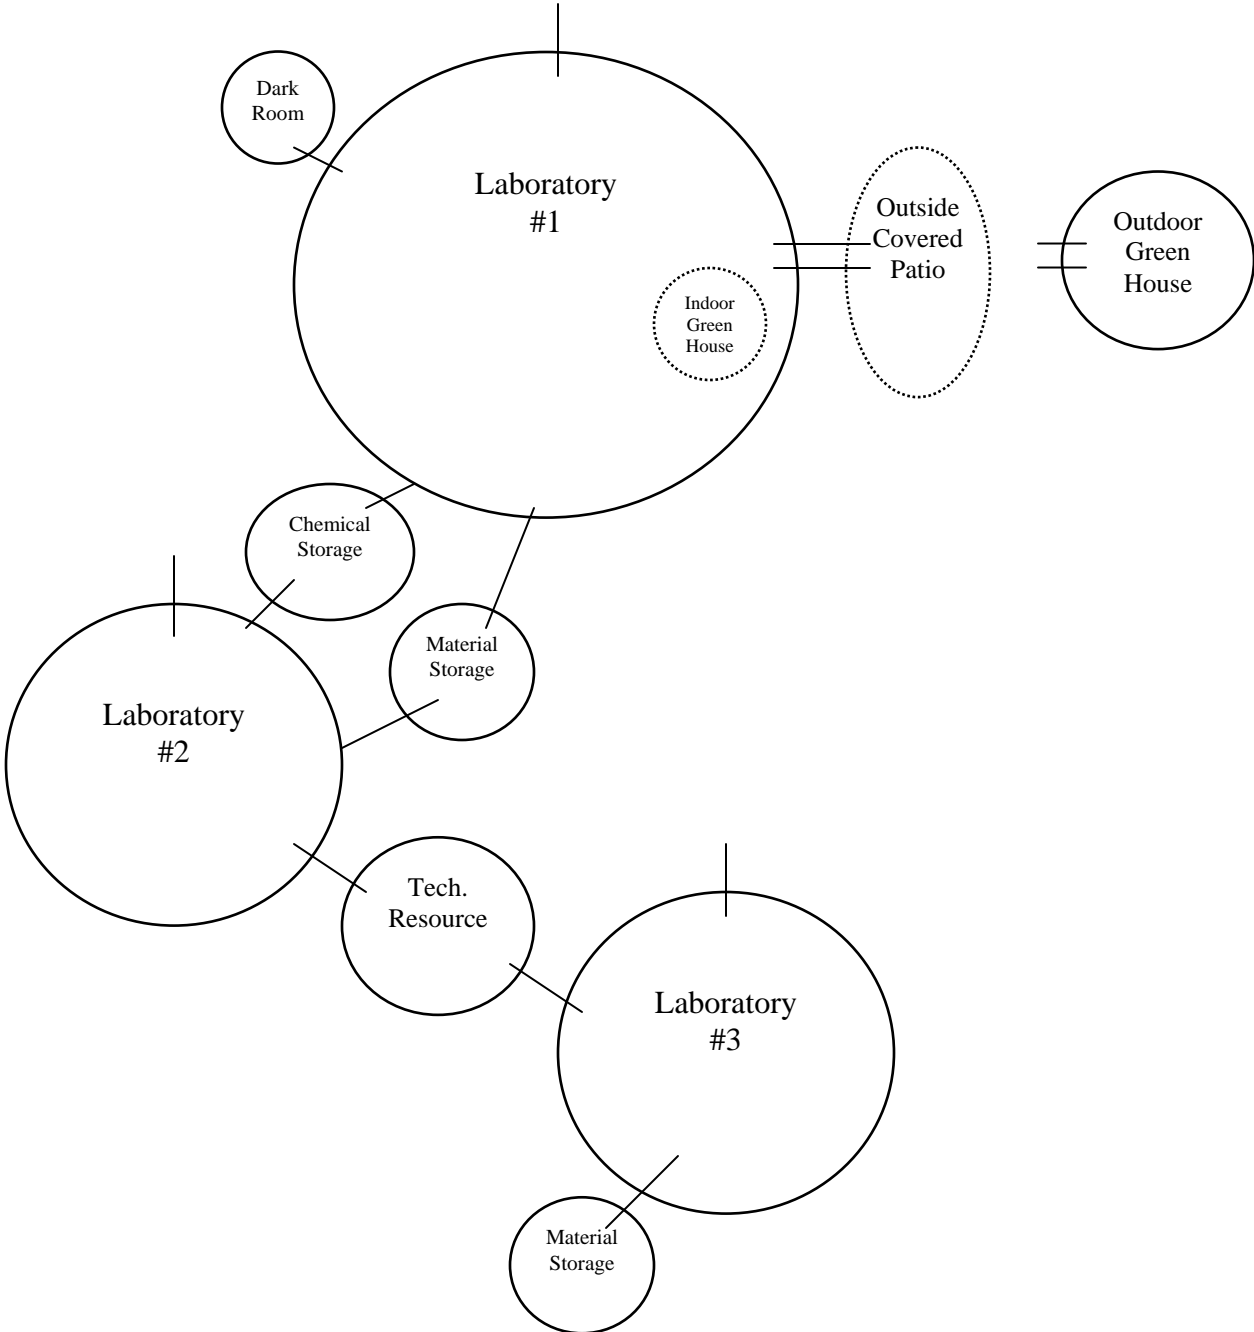 Dark
Room
Laboratory
#1
Outside
Covered
Patio
Outdoor
Green
House
Indoor
Green
House
Chemical
Storage
Material
Storage
Laboratory
#2
Tech.
Resource
Laboratory
#3
Material
Storage